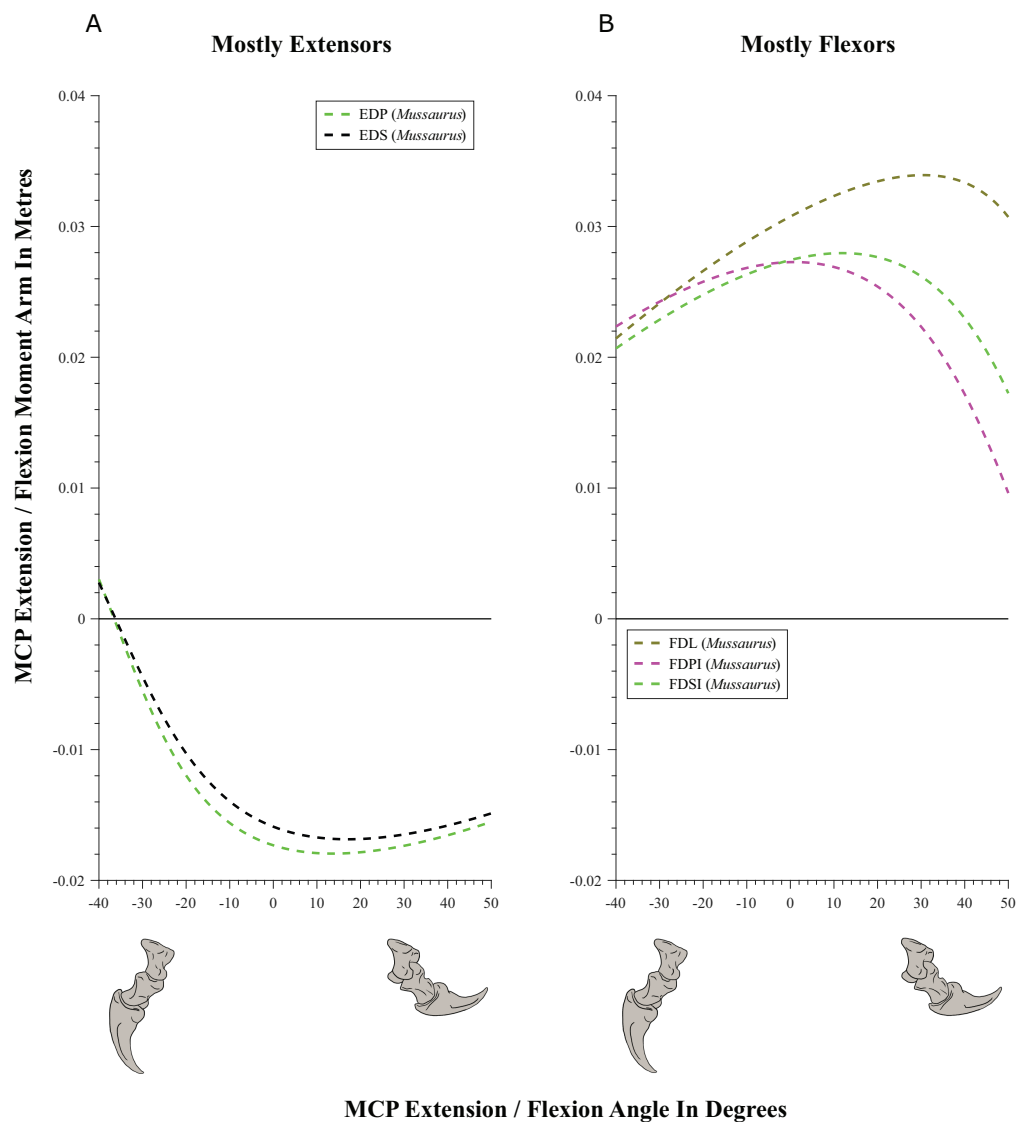 A
Mostly Extensors
B
Mostly Flexors
MCP Extension / Flexion Moment Arm In Metres
0.04
0.03
0.02
0.01
0
-0.01
-0.02
EDP (Mussaurus)
EDS (Mussaurus)
-40 -30 -20 -10 0 10 20 30 40 50
0.04
0.03
0.02
0.01
0
-0.01
-0.02
FDL (Mussaurus)
FDPI (Mussaurus)
FDSI (Mussaurus)
-40 -30 -20 -10 0 10 20 30 40 50
MCP Extension / Flexion Angle In Degrees